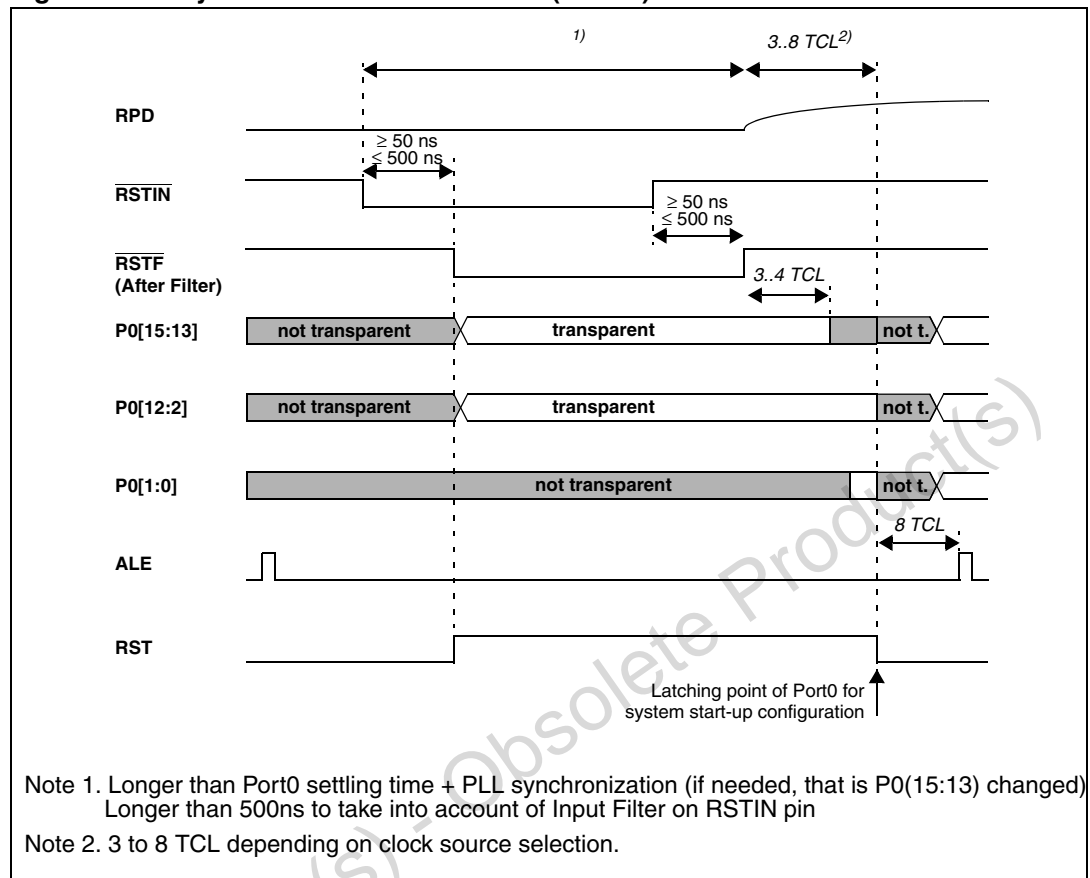 1)
3..8 TCL2)
RPD
≥ 50 ns
≤ 500 ns
RSTIN
≥ 50 ns
≤ 500 ns
RSTF
(After Filter)
3..4 TCL
P0[15:13] not transparent transparent not t.
P0[12:2] not transparent transparent not t.
P0[1:0] not transparent not t.
8 TCL
ALE
RST
Latching point of Port0 for
system start-up configuration
Note 1. Longer than Port0 settling time + PLL synchronization (if needed, that is P0(15:13) changed)
Longer than 500ns to take into account of Input Filter on RSTIN pin
Note 2. 3 to 8 TCL depending on clock source selection.
(s) - Obsolete Product(s)